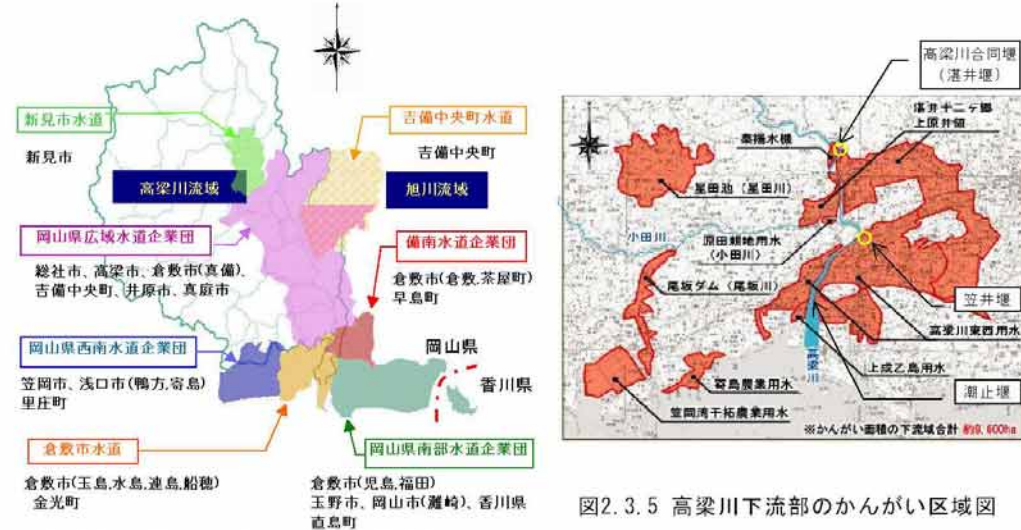 新見市水道
新見市
吉備中央町水道
吉備中央町
高梁川流域
旭川流域
岡山県広域水道企業団
総社市、高梁市、倉敷市(真備)、
吉備中央町、井原市、真庭市
備南水道企業団
倉敷市(倉敷,茶屋町)
早島町
岡山県西南水道企業団
笠岡市、浅口市(鴨方,寄島)
里庄町
岡山県
香川県
倉敷市水道
倉敷市(玉島,水島,連島,船穂)
金光町
岡山県南部水道企業団
倉敷市(児島,福田)
玉野市、岡山市(灘崎)、香川県
直島町
高梁川合同堰
(湛井堰)
湛井十二ヶ郷
上原井領
秦揚水機
星田池(星田川)
小田川
原田頼地用水
(小田川)
尾坂ダム(尾坂川)
笠井堰
高梁川東西用水
高梁川
上成乙島用水
寄島農業用水
潮止堰
笠岡湾干拓農業用水
※かんがい面積の下流域合計 約9,600ha
図2.3.5 高梁川下流部のかんがい区域図